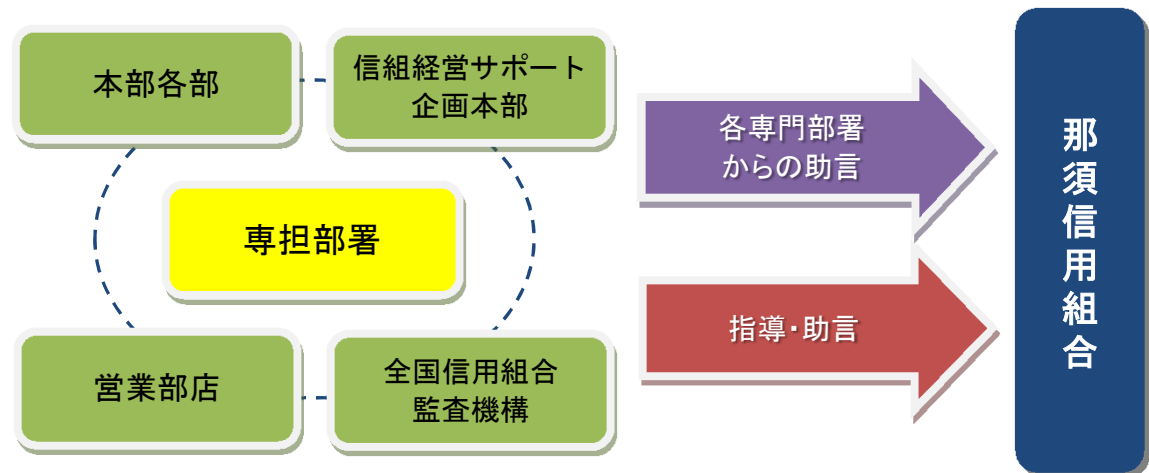 本部各部
信組経営サポート
企画本部
専担部署
営業部店
全国信用組合
監査機構
各専門部署
からの助言
指導・助言
那須信用組合